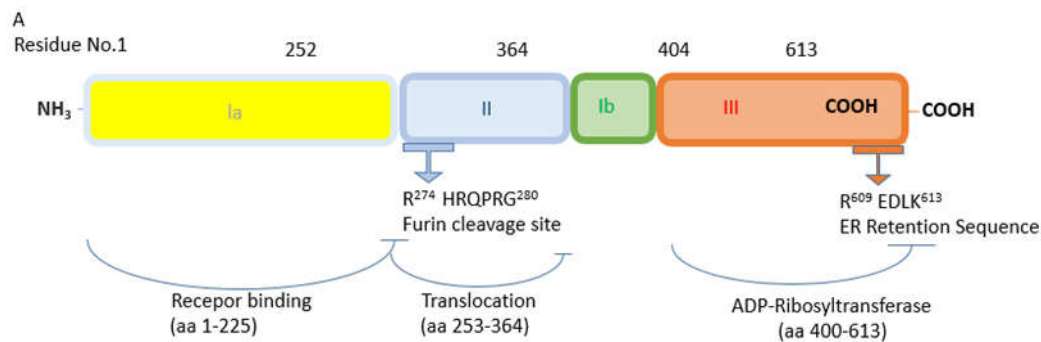 A
Residue No.1 252 364 404 613
NH₃ Ia II Ib III COOH COOH
R²⁷⁴ HRQPRG²⁸⁰
Furin cleavage site
R⁶⁰⁹ EDLK⁶¹³
ER Retention Sequence
Recepor binding
(aa 1-225)
Translocation
(aa 253-364)
ADP-Ribosyltransferase
(aa 400-613)